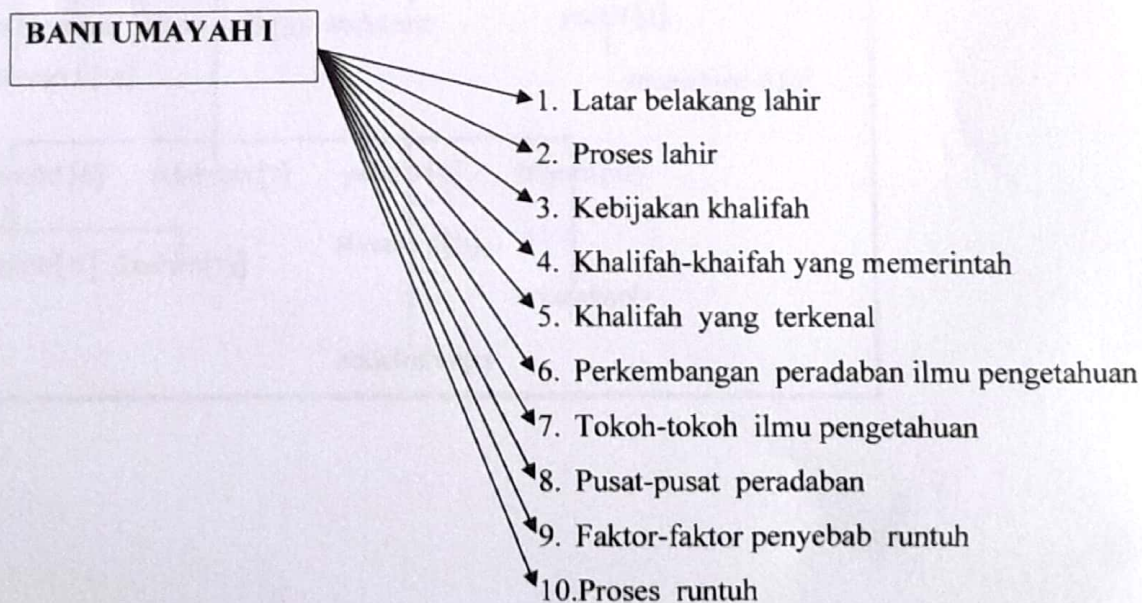 BANI UMAYAH I
1. Latar belakang lahir
2. Proses lahir
3. Kebijakan khalifah
4. Khalifah-khaifah yang memerintah
5. Khalifah yang terkenal
6. Perkembangan peradaban ilmu pengetahuan
7. Tokoh-tokoh ilmu pengetahuan
8. Pusat-pusat peradaban
9. Faktor-faktor penyebab runtuh
10.Proses runtuh